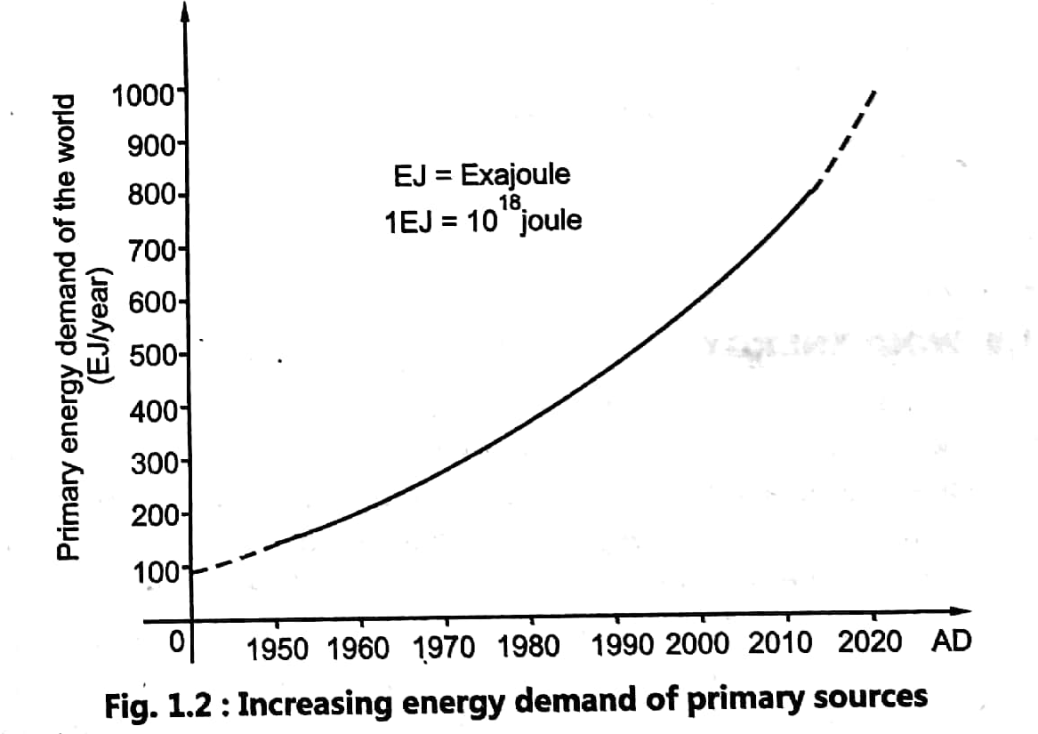 1000
900
800
700
600
500
400
300
200
100
0
Primary energy demand of the world
(EJ/year)
EJ = Exajoule
1EJ = 10^18 joule
1950 1960 1970 1980 1990 2000 2010 2020 AD
Fig. 1.2 : Increasing energy demand of primary sources